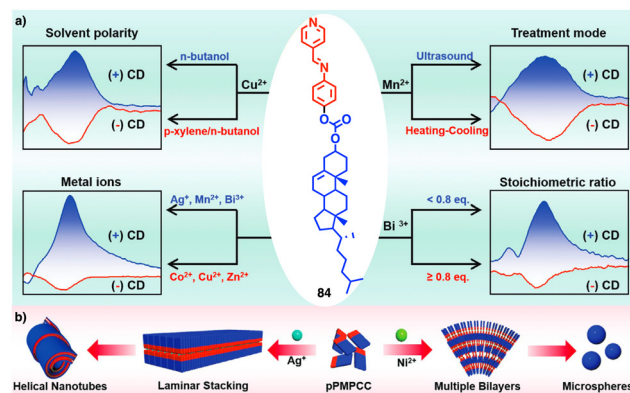 a)
Solvent polarity
Treatment mode
n-butanol
Ultrasound
(+) CD
Cu2+
Mn2+
(+) CD
p-xylene/n-butanol
Heating-Cooling
(-) CD
(-) CD
N
N
O O
O
Metal ions
Stoichiometric ratio
Ag+, Mn2+, Bi3+
< 0.8 eq.
(+) CD
Bi 3+
(+) CD
Co2+, Cu2+, Zn2+
≥ 0.8 eq.
(-) CD
(-) CD
84
b)
Ag+
Ni2+
Helical Nanotubes
Laminar Stacking
pPMPCC
Multiple Bilayers
Microspheres